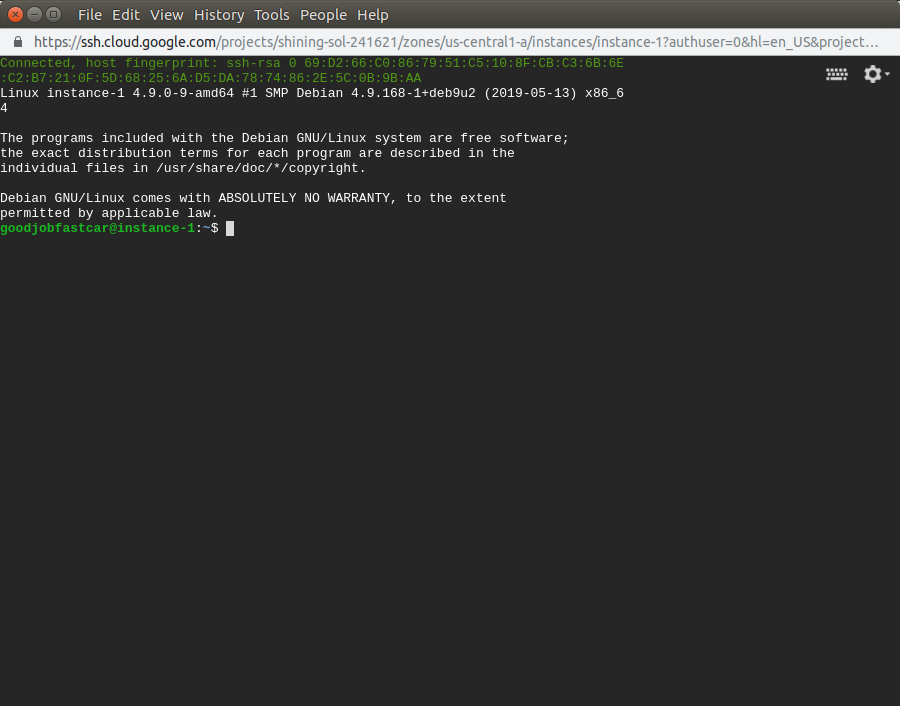 File Edit View History Tools People Help
https://ssh.cloud.google.com/projects/shining-sol-241621/zones/us-central1-a/instances/instance-1?authuser=0&hl=en_US&project...
Connected, host fingerprint: ssh-rsa 0 69:D2:66:C0:86:79:51:C5:10:8F:CB:C3:6B:6E
:C2:B7:21:0F:5D:68:25:6A:D5:DA:78:74:86:2E:5C:0B:9B:AA
Linux instance-1 4.9.0-9-amd64 #1 SMP Debian 4.9.168-1+deb9u2 (2019-05-13) x86_6
4
The programs included with the Debian GNU/Linux system are free software;
the exact distribution terms for each program are described in the
individual files in /usr/share/doc/*/copyright.
Debian GNU/Linux comes with ABSOLUTELY NO WARRANTY, to the extent
permitted by applicable law.
goodjobfastcar@instance-1:~$